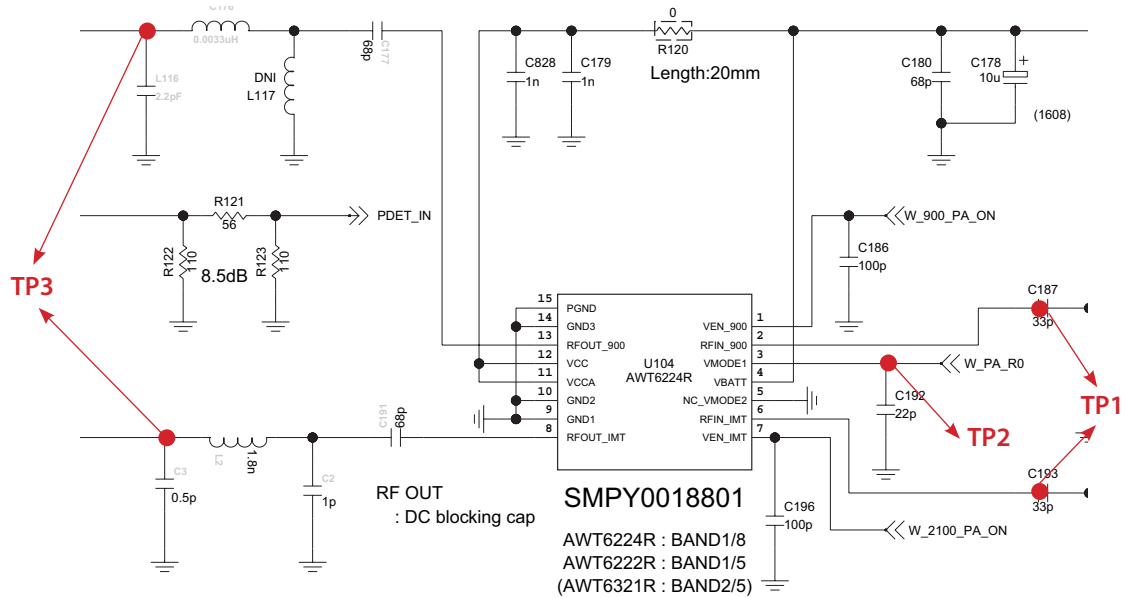 C176
0.0033uH
68p
C177
L116
2.2pF
DNI
L117
0
R120
Length:20mm
C828
1n
C179
1n
C180
68p
C178
10u
+
(1608)
R121
56
PDET_IN
R122
110
R123
110
8.5dB
TP3
W_900_PA_ON
C186
100p
C187
33p
15 PGND
14 GND3
13 RFOUT_900
12 VCC
11 VCCA
10 GND2
9 GND1
8 RFOUT_IMT
U104
AWT6224R
1 VEN_900
2 RFIN_900
3 VMODE1
4 VBATT
5 NC_VMODE2
6 RFIN_IMT
7 VEN_IMT
W_PA_R0
C192
22p
TP1
TP2
C191
68p
C3
0.5p
L2
1.8n
C2
1p
RF OUT
: DC blocking cap
SMPY0018801
C193
33p
C196
100p
W_2100_PA_ON
AWT6224R : BAND1/8
AWT6222R : BAND1/5
(AWT6321R : BAND2/5)